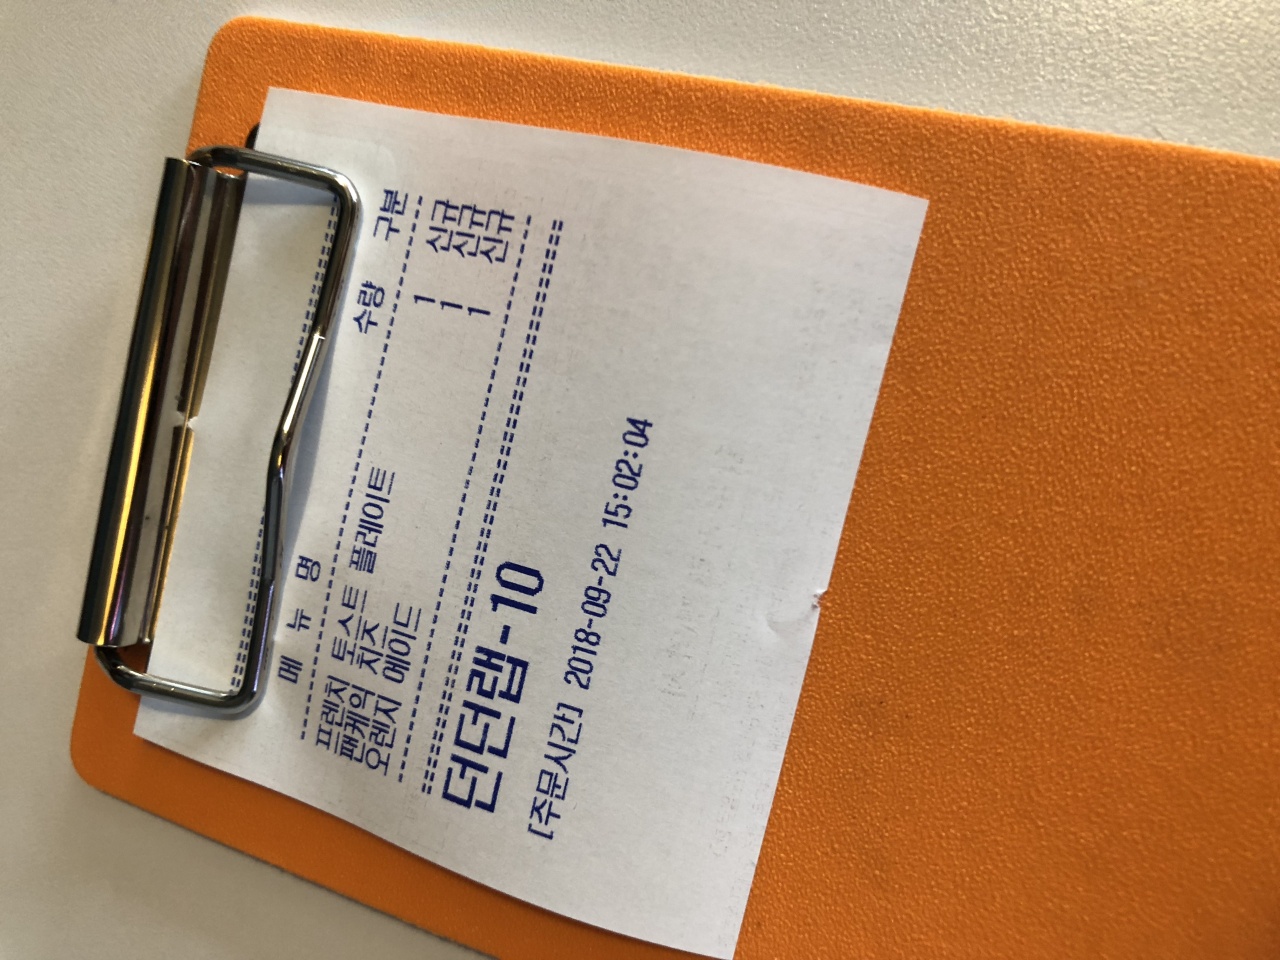 메 뉴 명 수량 구분
프렌치 토스트 1 신규
팬케익 치즈 플레이트 1 신규
오렌지 에이드 1 신규
던던랩-10
[주문시간] 2018-09-22 15:02:04